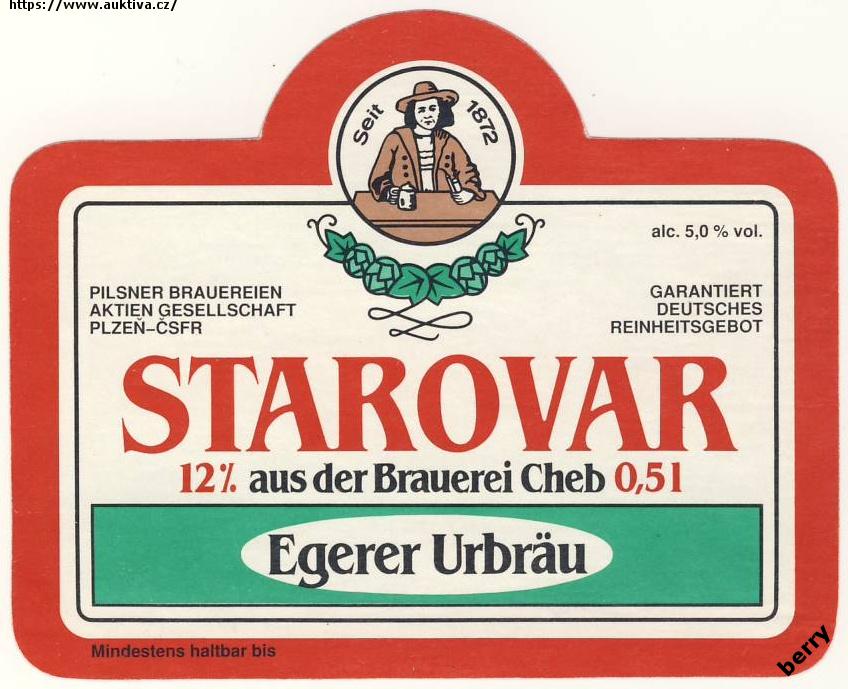 https://www.auktiva.cz/
Seit 1872
alc. 5,0 % vol.
PILSNER BRAUEREIEN
AKTIEN GESELLSCHAFT
PLZEŇ–ČSFR
GARANTIERT
DEUTSCHES
REINHEITSGEBOT
STAROVAR
12% aus der Brauerei Cheb 0,5 l
Egerer Urbräu
Mindestens haltbar bis
berry